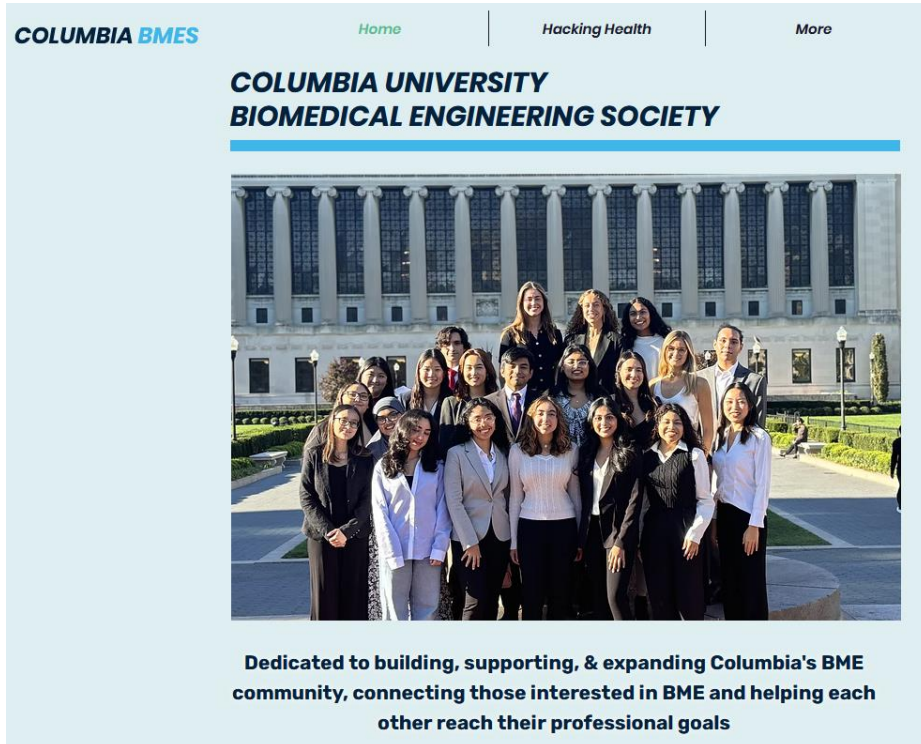 COLUMBIA BMES
Home
Hacking Health
More
COLUMBIA UNIVERSITY
BIOMEDICAL ENGINEERING SOCIETY
Dedicated to building, supporting, & expanding Columbia's BME
community, connecting those interested in BME and helping each
other reach their professional goals